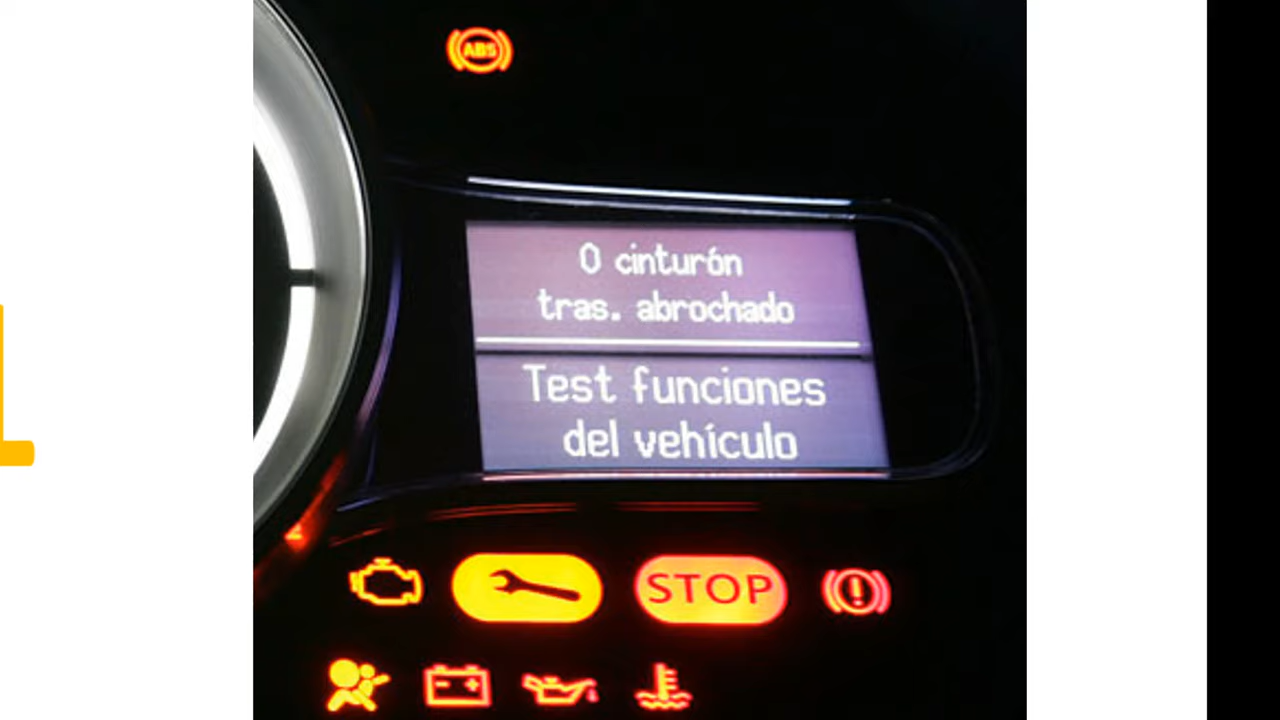 ABS
0 cinturón
tras. abrochado
Test funciones
del vehículo
STOP